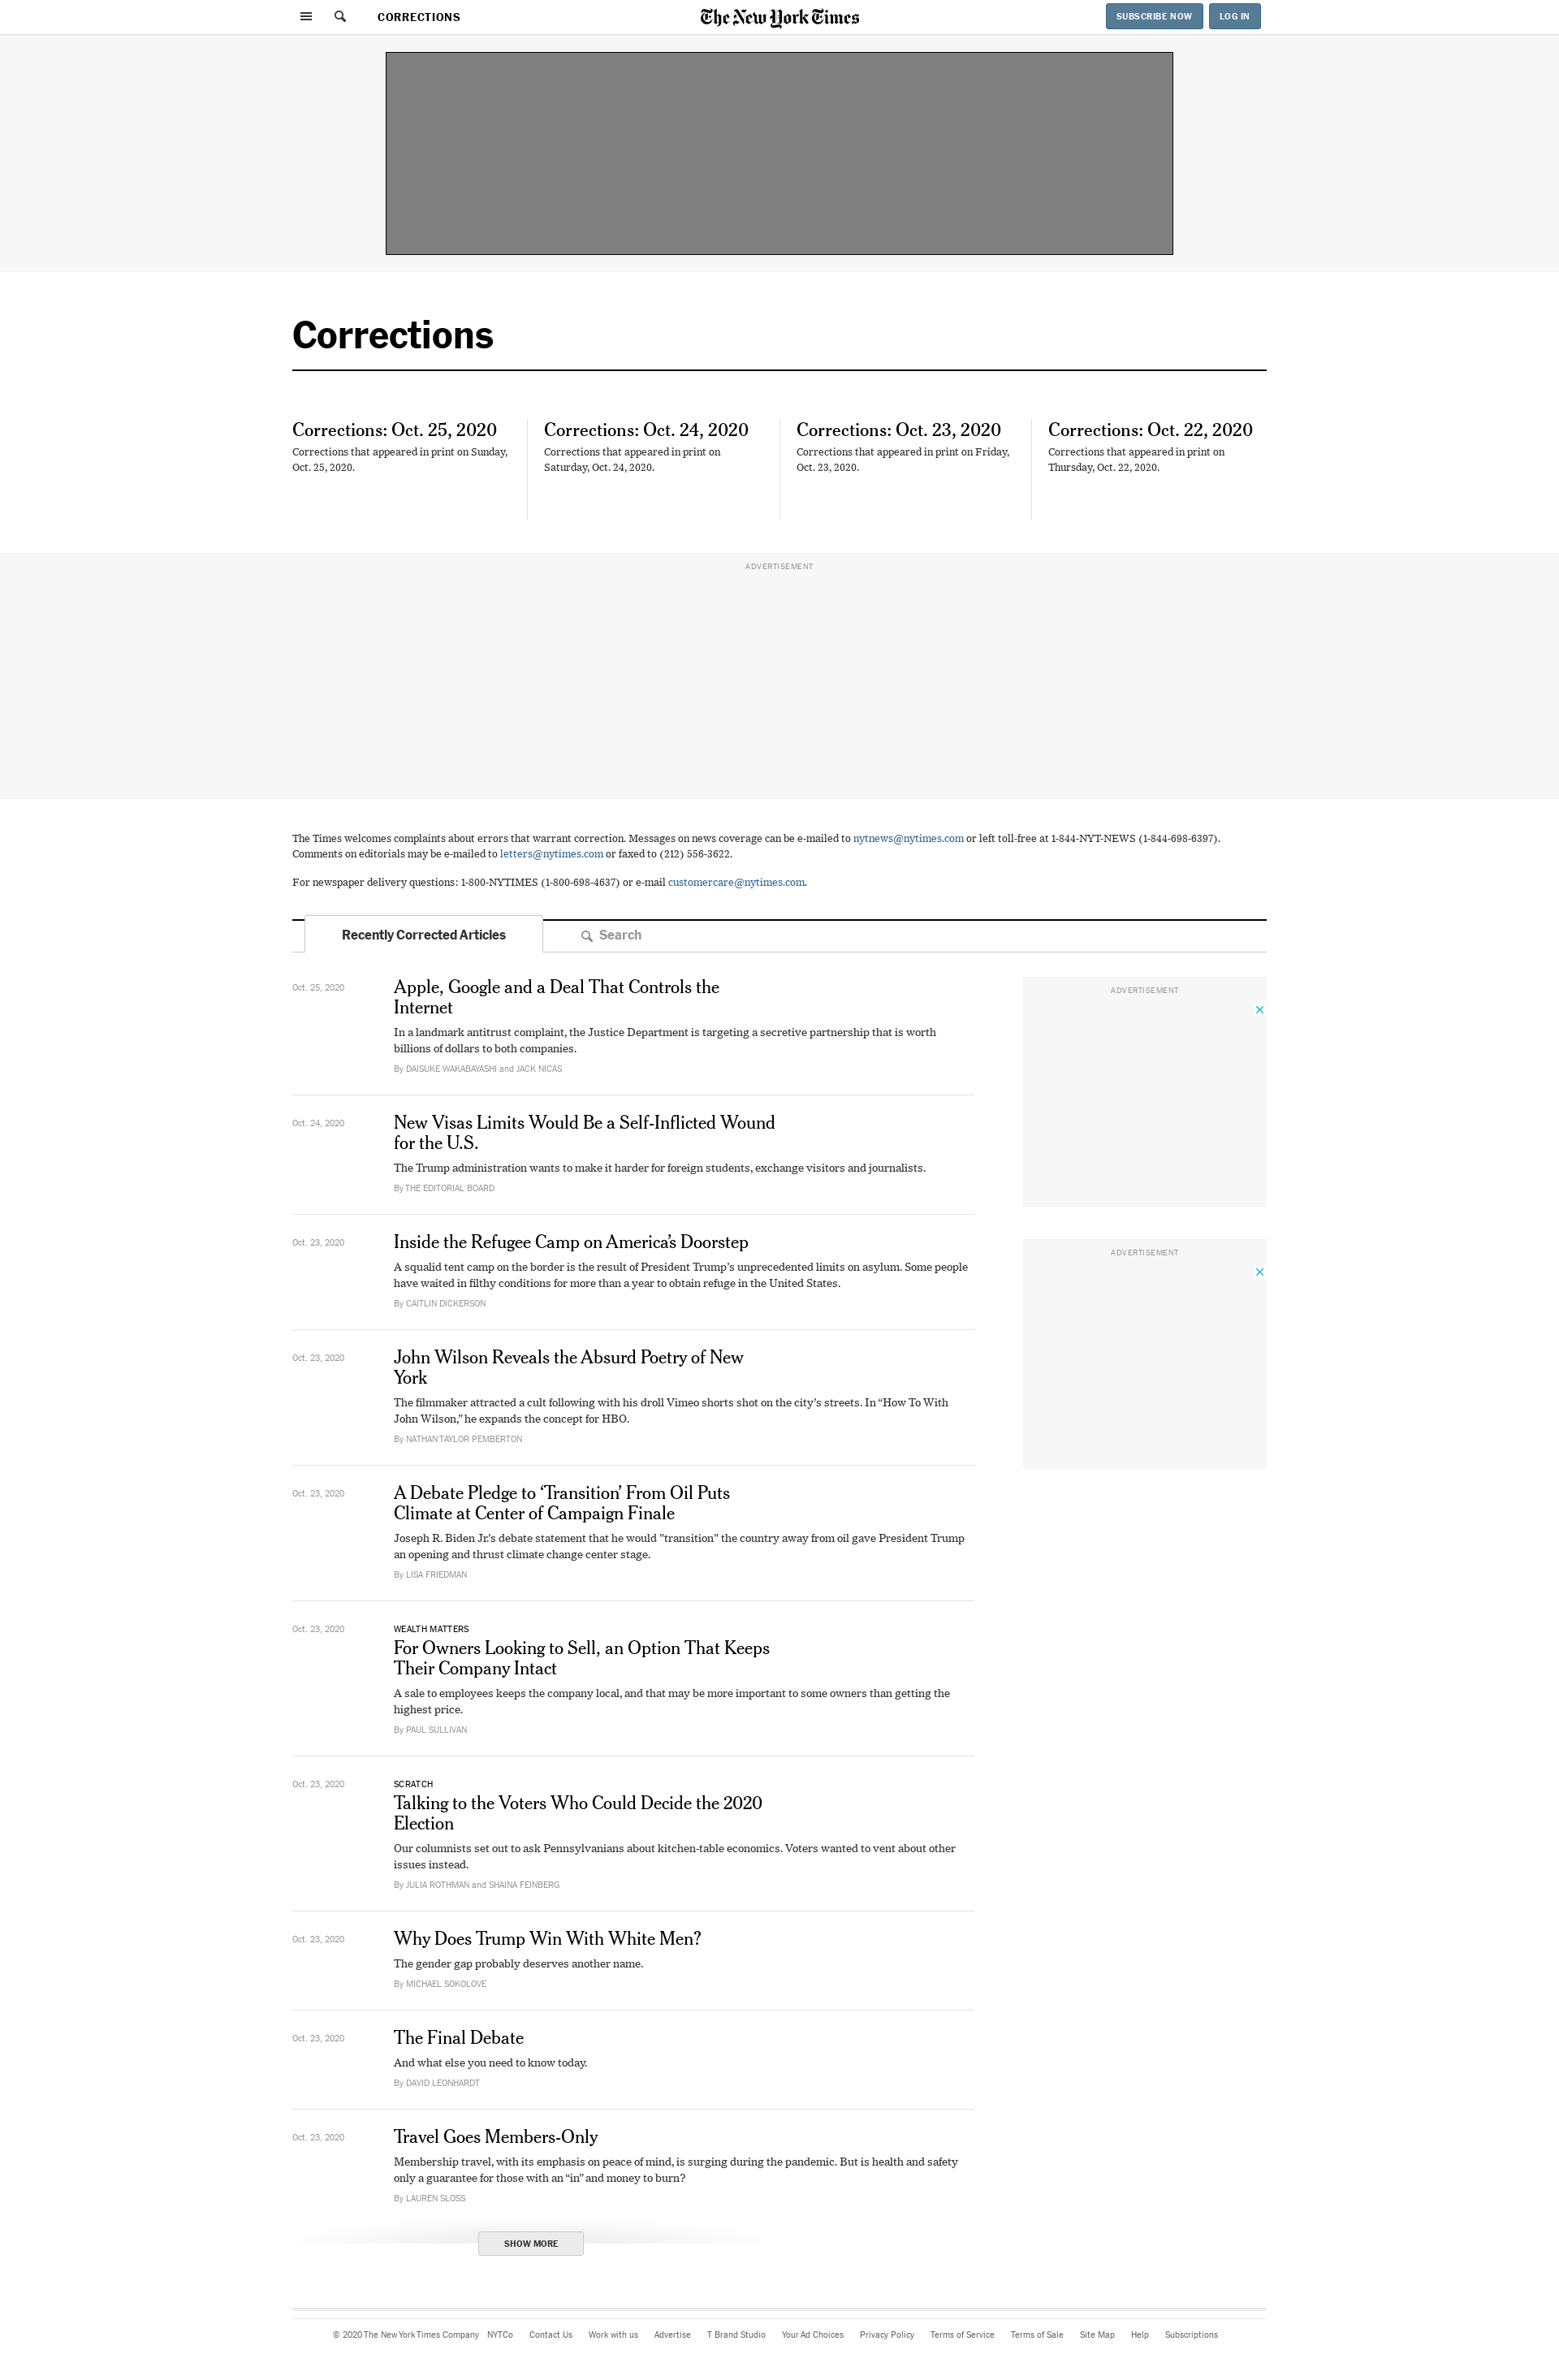 CORRECTIONS
The New York Times
SUBSCRIBE NOW
LOG IN
Corrections
Corrections: Oct. 25, 2020
Corrections that appeared in print on Sunday,
Oct. 25, 2020.
Corrections: Oct. 24, 2020
Corrections that appeared in print on
Saturday, Oct. 24, 2020.
Corrections: Oct. 23, 2020
Corrections that appeared in print on Friday,
Oct. 23, 2020.
Corrections: Oct. 22, 2020
Corrections that appeared in print on
Thursday, Oct. 22, 2020.
ADVERTISEMENT
The Times welcomes complaints about errors that warrant correction. Messages on news coverage can be e-mailed to nytnews@nytimes.com or left toll-free at 1-844-NYT-NEWS (1-844-698-6397).
Comments on editorials may be e-mailed to letters@nytimes.com or faxed to (212) 556-3622.
For newspaper delivery questions: 1-800-NYTIMES (1-800-698-4637) or e-mail customercare@nytimes.com.
Recently Corrected Articles
Search
Oct. 25, 2020
Apple, Google and a Deal That Controls the
Internet
In a landmark antitrust complaint, the Justice Department is targeting a secretive partnership that is worth
billions of dollars to both companies.
By DAISUKE WAKABAYASHI and JACK NICAS
Oct. 24, 2020
New Visas Limits Would Be a Self-Inflicted Wound
for the U.S.
The Trump administration wants to make it harder for foreign students, exchange visitors and journalists.
By THE EDITORIAL BOARD
Oct. 23, 2020
Inside the Refugee Camp on America’s Doorstep
A squalid tent camp on the border is the result of President Trump’s unprecedented limits on asylum. Some people
have waited in filthy conditions for more than a year to obtain refuge in the United States.
By CAITLIN DICKERSON
Oct. 23, 2020
John Wilson Reveals the Absurd Poetry of New
York
The filmmaker attracted a cult following with his droll Vimeo shorts shot on the city’s streets. In “How To With
John Wilson,” he expands the concept for HBO.
By NATHAN TAYLOR PEMBERTON
Oct. 23, 2020
A Debate Pledge to ‘Transition’ From Oil Puts
Climate at Center of Campaign Finale
Joseph R. Biden Jr.’s debate statement that he would "transition" the country away from oil gave President Trump
an opening and thrust climate change center stage.
By LISA FRIEDMAN
Oct. 23, 2020
WEALTH MATTERS
For Owners Looking to Sell, an Option That Keeps
Their Company Intact
A sale to employees keeps the company local, and that may be more important to some owners than getting the
highest price.
By PAUL SULLIVAN
Oct. 23, 2020
SCRATCH
Talking to the Voters Who Could Decide the 2020
Election
Our columnists set out to ask Pennsylvanians about kitchen-table economics. Voters wanted to vent about other
issues instead.
By JULIA ROTHMAN and SHAINA FEINBERG
Oct. 23, 2020
Why Does Trump Win With White Men?
The gender gap probably deserves another name.
By MICHAEL SOKOLOVE
Oct. 23, 2020
The Final Debate
And what else you need to know today.
By DAVID LEONHARDT
Oct. 23, 2020
Travel Goes Members-Only
Membership travel, with its emphasis on peace of mind, is surging during the pandemic. But is health and safety
only a guarantee for those with an “in” and money to burn?
By LAUREN SLOSS
ADVERTISEMENT
ADVERTISEMENT
SHOW MORE
© 2020 The New York Times Company NYTCo Contact Us Work with us Advertise T Brand Studio Your Ad Choices Privacy Policy Terms of Service Terms of Sale Site Map Help Subscriptions